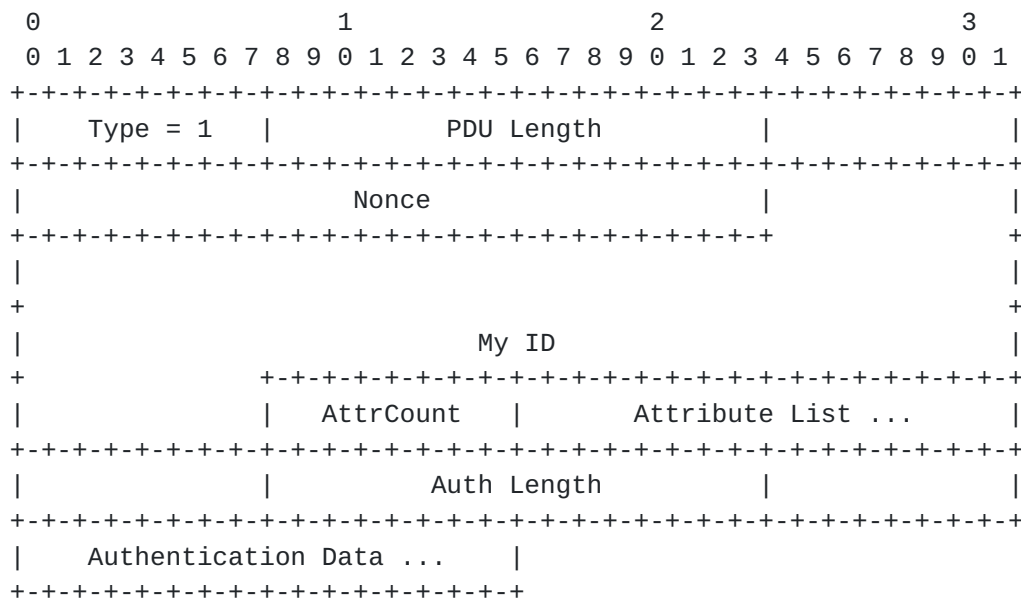 0                   1                   2                   3
 0 1 2 3 4 5 6 7 8 9 0 1 2 3 4 5 6 7 8 9 0 1 2 3 4 5 6 7 8 9 0 1
+-+-+-+-+-+-+-+-+-+-+-+-+-+-+-+-+-+-+-+-+-+-+-+-+-+-+-+-+-+-+-+-+
|    Type = 1   |           PDU Length          |               |
+-+-+-+-+-+-+-+-+-+-+-+-+-+-+-+-+-+-+-+-+-+-+-+-+-+-+-+-+-+-+-+-+
|                     Nonce                     |               |
+-+-+-+-+-+-+-+-+-+-+-+-+-+-+-+-+-+-+-+-+-+-+-+-+               +
|                                                               |
+                                                               +
|                             My ID                             |
+               +-+-+-+-+-+-+-+-+-+-+-+-+-+-+-+-+-+-+-+-+-+-+-+-+
|               |   AttrCount   |       Attribute List ...      |
+-+-+-+-+-+-+-+-+-+-+-+-+-+-+-+-+-+-+-+-+-+-+-+-+-+-+-+-+-+-+-+-+
|               |          Auth Length          |               |
+-+-+-+-+-+-+-+-+-+-+-+-+-+-+-+-+-+-+-+-+-+-+-+-+-+-+-+-+-+-+-+-+
|    Authentication Data ...    |
+-+-+-+-+-+-+-+-+-+-+-+-+-+-+-+-+